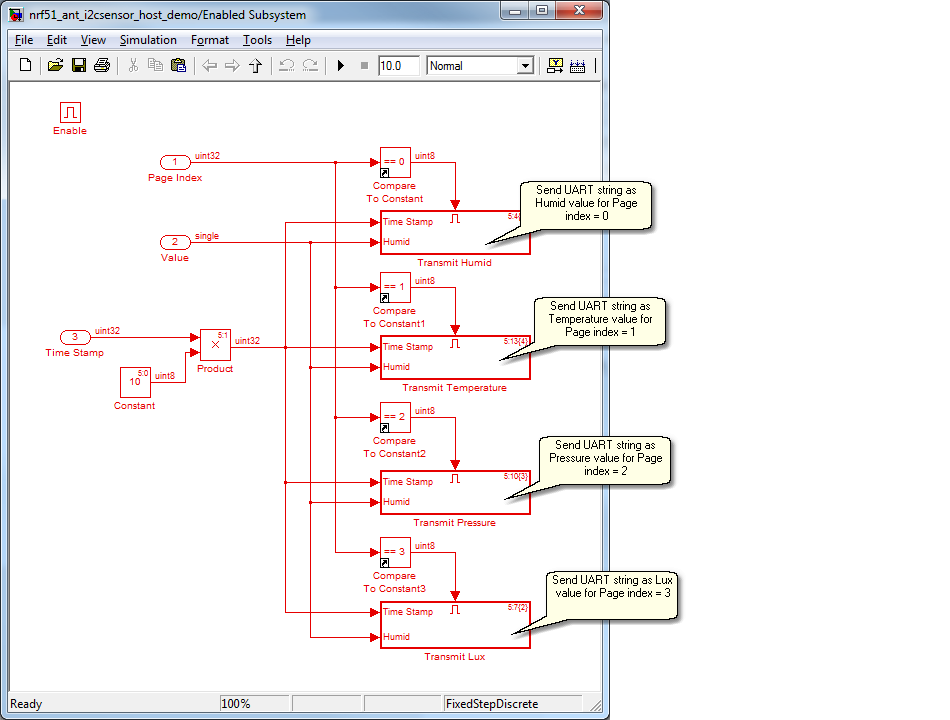 nrf51_ant_i2csensor_host_demo/Enabled Subsystem
File Edit View Simulation Format Tools Help
10.0 Normal
Enable
1
uint32
Page Index
== 0
uint8
Compare
To Constant
Send UART string as
Humid value for Page
index = 0
Time Stamp
Humid
Transmit Humid
2
single
Value
== 1
uint8
Compare
To Constant1
Send UART string as
Temperature value for
Page index = 1
3
uint32
Time Stamp
5:1
×
uint32
Product
5:0
10
uint8
Constant
Time Stamp
5:13{4}
Humid
Transmit Temperature
== 2
uint8
Compare
To Constant2
Send UART string as
Pressure value for Page
index = 2
Time Stamp
5:10{3}
Humid
Transmit Pressure
== 3
uint8
Compare
To Constant3
Send UART string as Lux
value for Page index = 3
Time Stamp
5:7{2}
Humid
Transmit Lux
Ready 100% FixedStepDiscrete